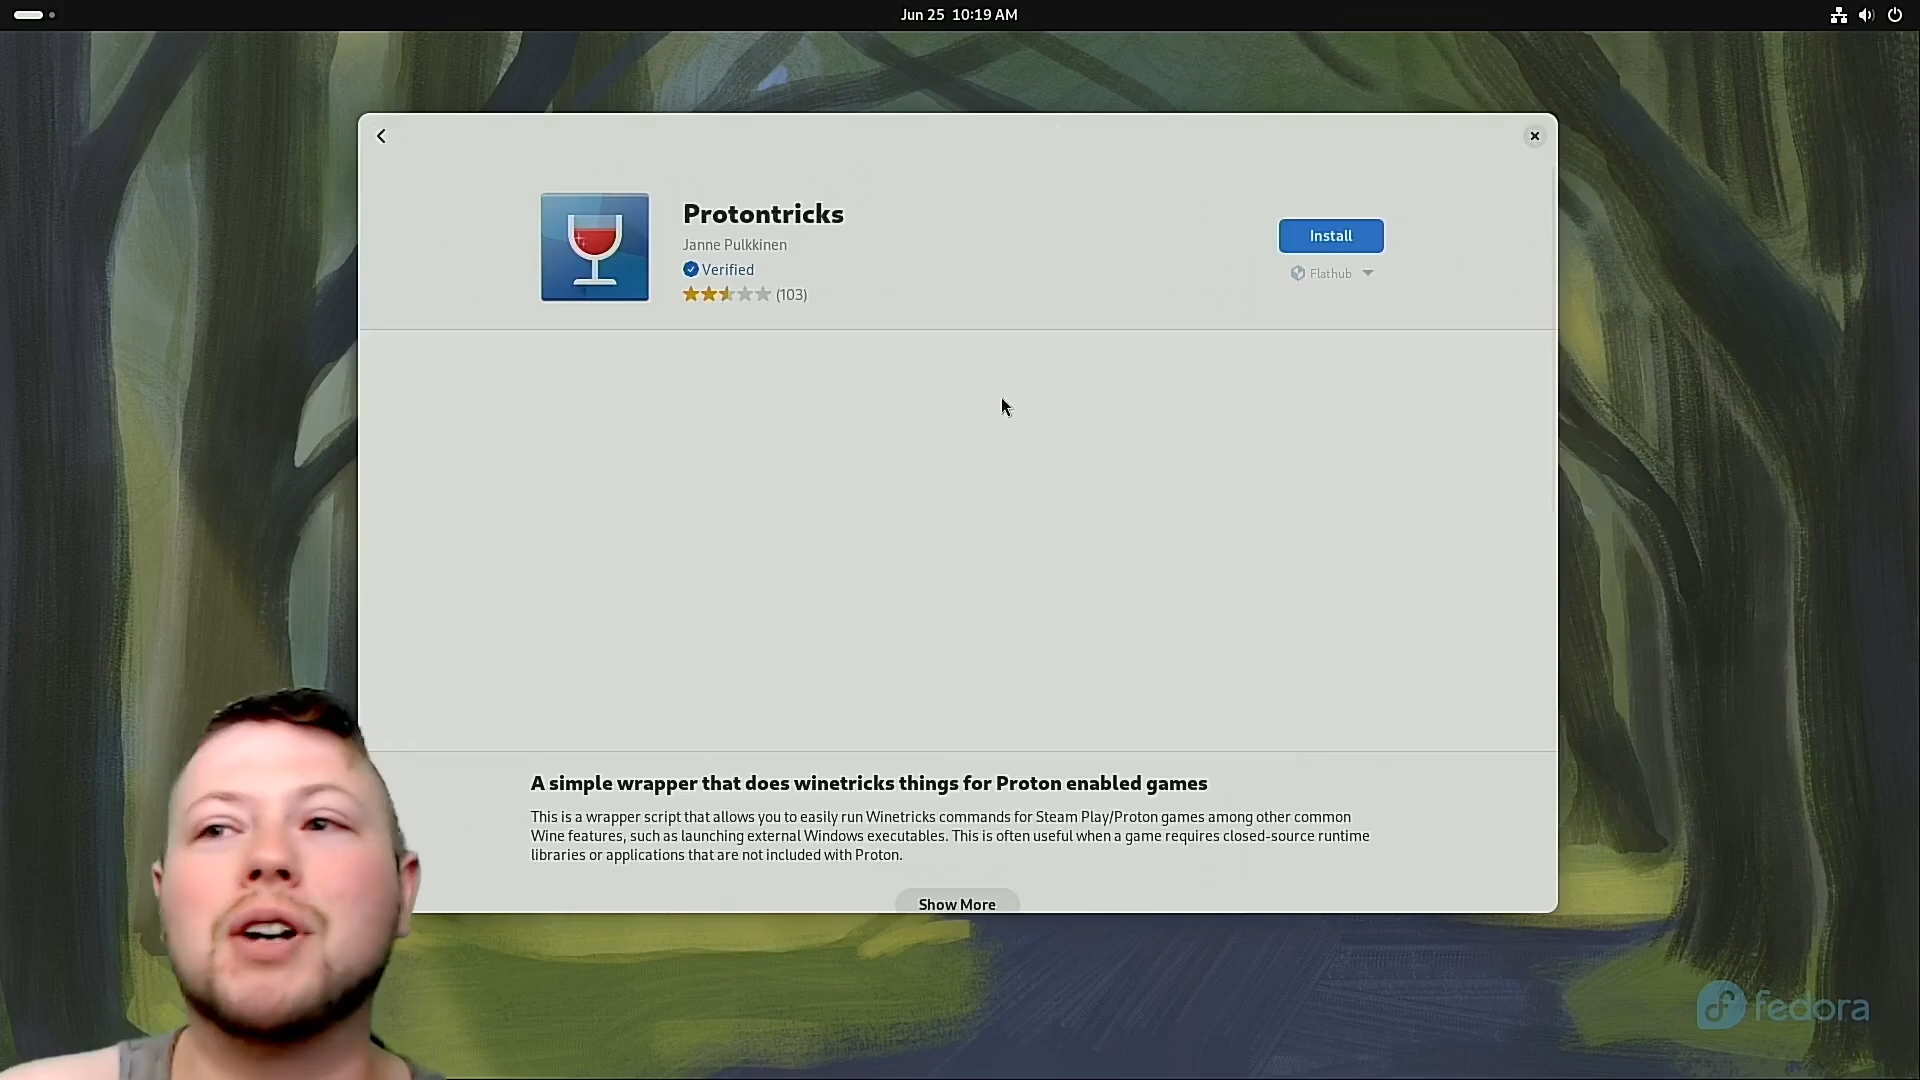 Jun 25 10:19 AM
Protontricks
Janne Pulkkinen
Verified
(103)
Install
Flathub
A simple wrapper that does winetricks things for Proton enabled games
This is a wrapper script that allows you to easily run Winetricks commands for Steam Play/Proton games among other common
Wine features, such as launching external Windows executables. This is often useful when a game requires closed-source runtime
libraries or applications that are not included with Proton.
Show More
fedora